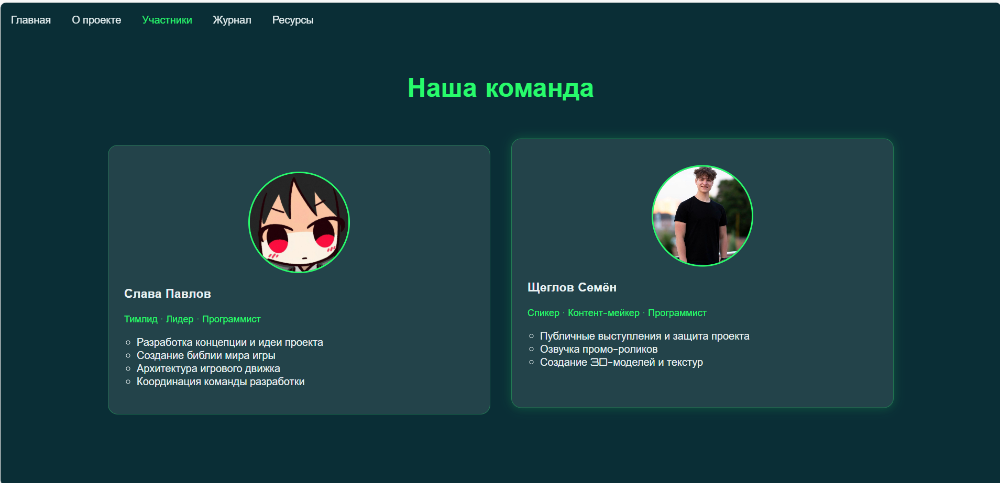 Главная О проекте Участники Журнал Ресурсы
Наша команда
Слава Павлов
Тимлид · Лидер · Программист
Разработка концепции и идеи проекта
Создание библии мира игры
Архитектура игрового движка
Координация команды разработки
Щеглов Семён
Спикер · Контент-мейкер · Программист
Публичные выступления и защита проекта
Озвучка промо-роликов
Создание 3D-моделей и текстур